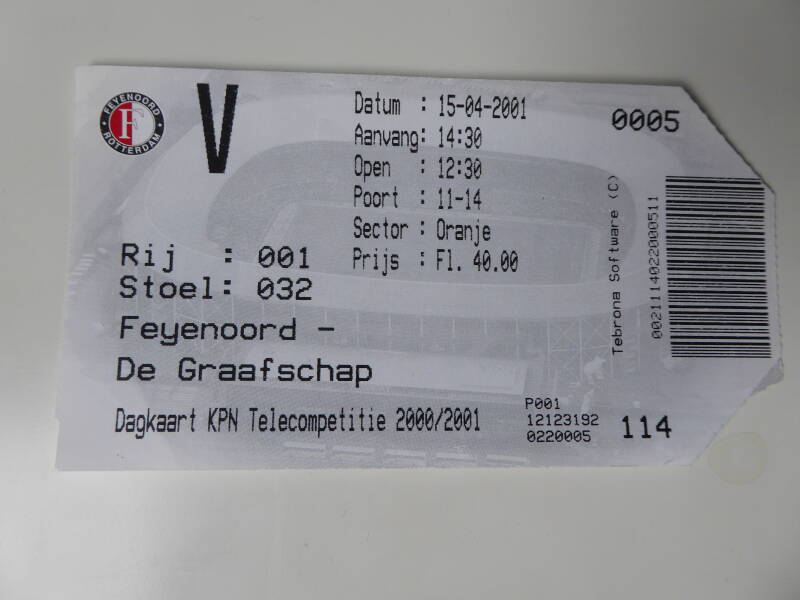 FEYENOORD
F
ROTTERDAM
V
Datum : 15-04-2001
Aanvang: 14:30
Open : 12:30
Poort : 11-14
Sector : Oranje
Prijs : Fl. 40.00
Rij : 001
Stoel: 032
Feyenoord -
De Graafschap
Dagkaart KPN Telecompetitie 2000/2001
P001
12123192
0220005
114
0005
Tebrona Software (C)
0021114022000511